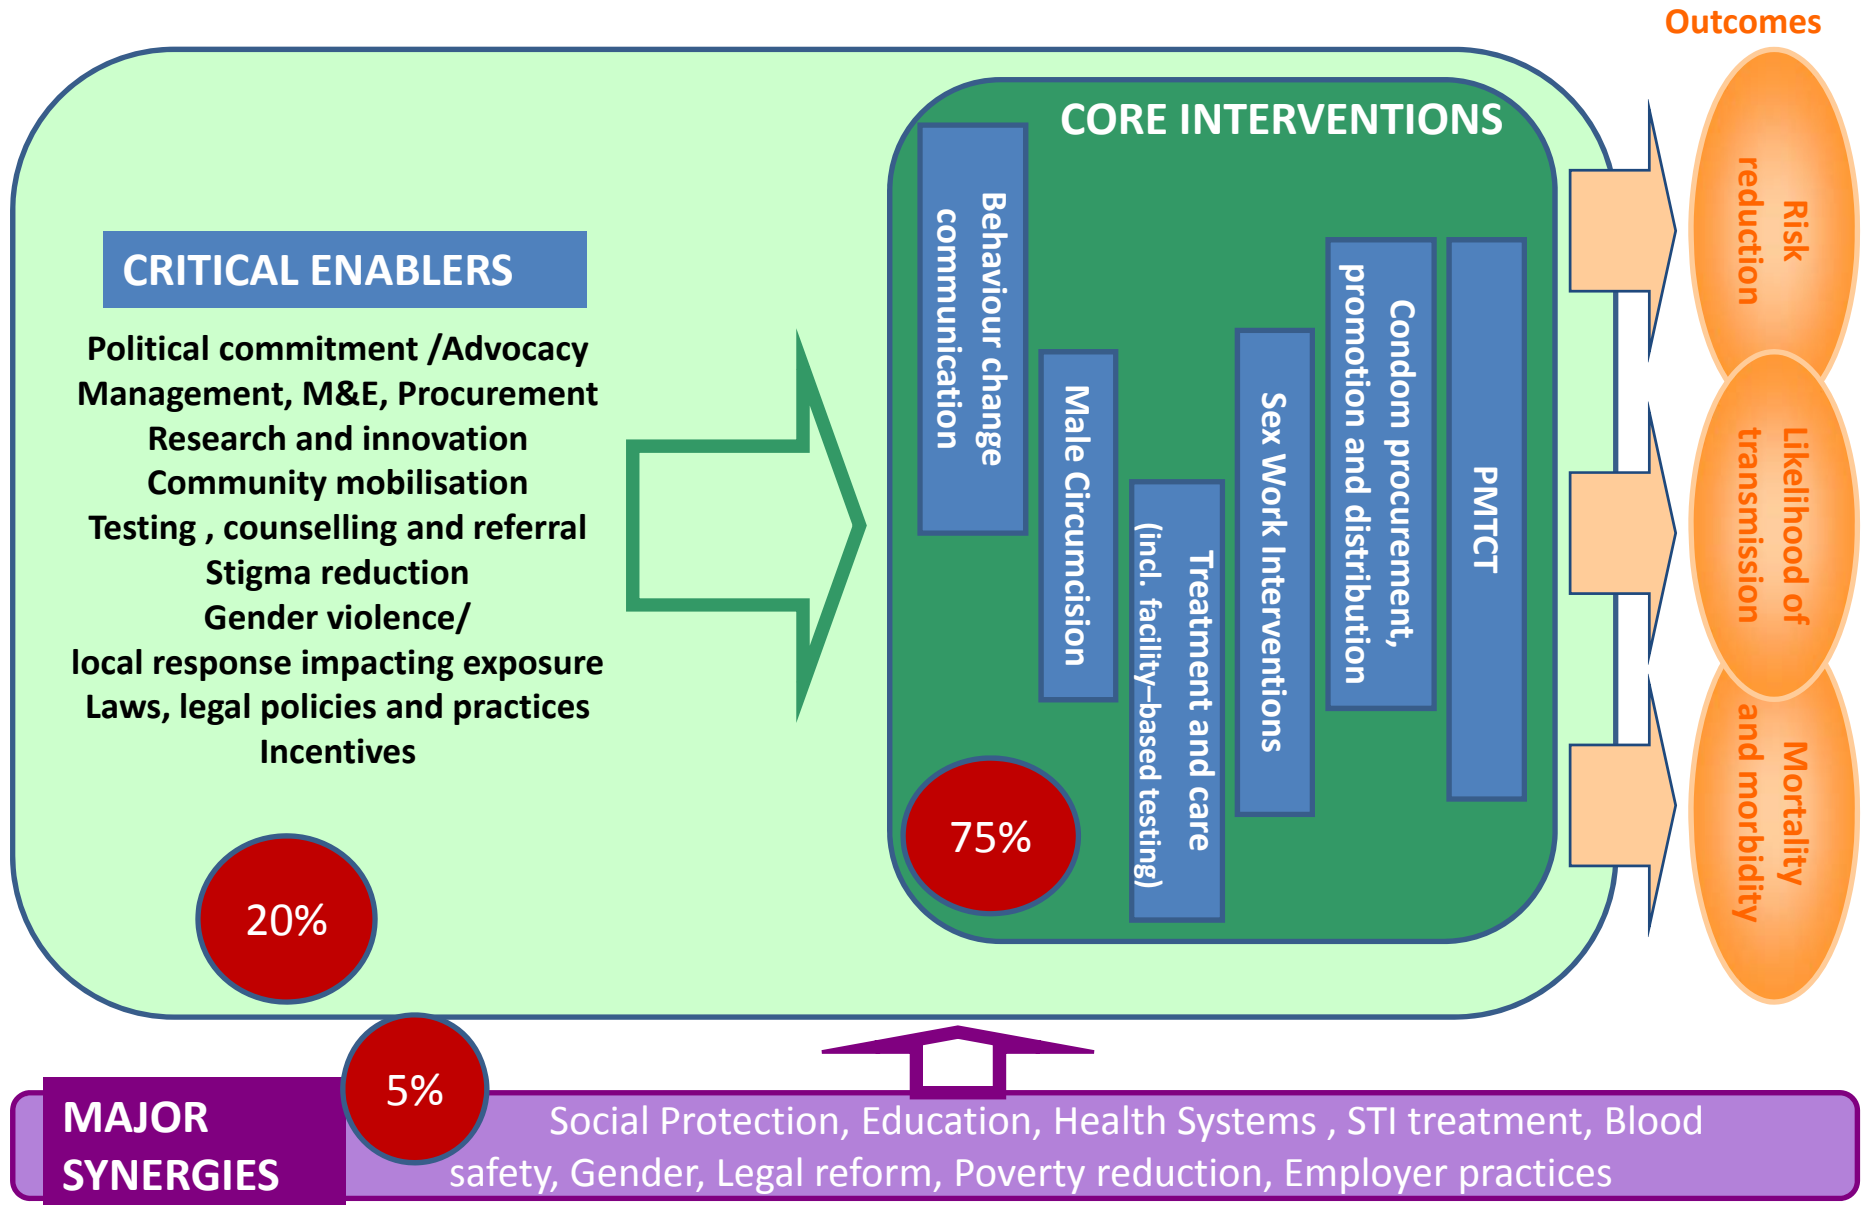 Outcomes
CORE INTERVENTIONS
CRITICAL ENABLERS
Political commitment /Advocacy
Management, M&E, Procurement
Research and innovation
Community mobilisation
Testing , counselling and referral
Stigma reduction
Gender violence/
local response impacting exposure
Laws, legal policies and practices
Incentives
20%
Behaviour change
communication
Male Circumcision
Treatment and care
(incl. facility–based testing)
Sex Work Interventions
Condom procurement,
promotion and distribution
PMTCT
75%
Risk
reduction
Likelihood of
transmission
Mortality
and morbidity
5%
MAJOR
SYNERGIES
Social Protection, Education, Health Systems , STI treatment, Blood
safety, Gender, Legal reform, Poverty reduction, Employer practices